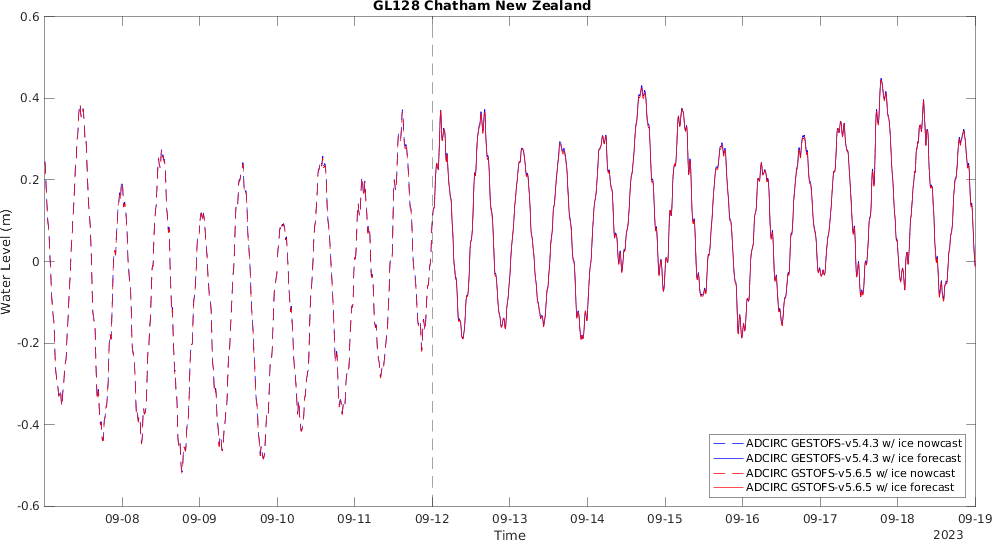 GL128 Chatham New Zealand
0.6
0.4
0.2
0
-0.2
-0.4
-0.6
Water Level (m)
09-08 09-09 09-10 09-11 09-12 09-13 09-14 09-15 09-16 09-17 09-18 09-19
Time
2023
ADCIRC GESTOFS-v5.4.3 w/ ice nowcast
ADCIRC GESTOFS-v5.4.3 w/ ice forecast
ADCIRC GSTOFS-v5.6.5 w/ ice nowcast
ADCIRC GSTOFS-v5.6.5 w/ ice forecast